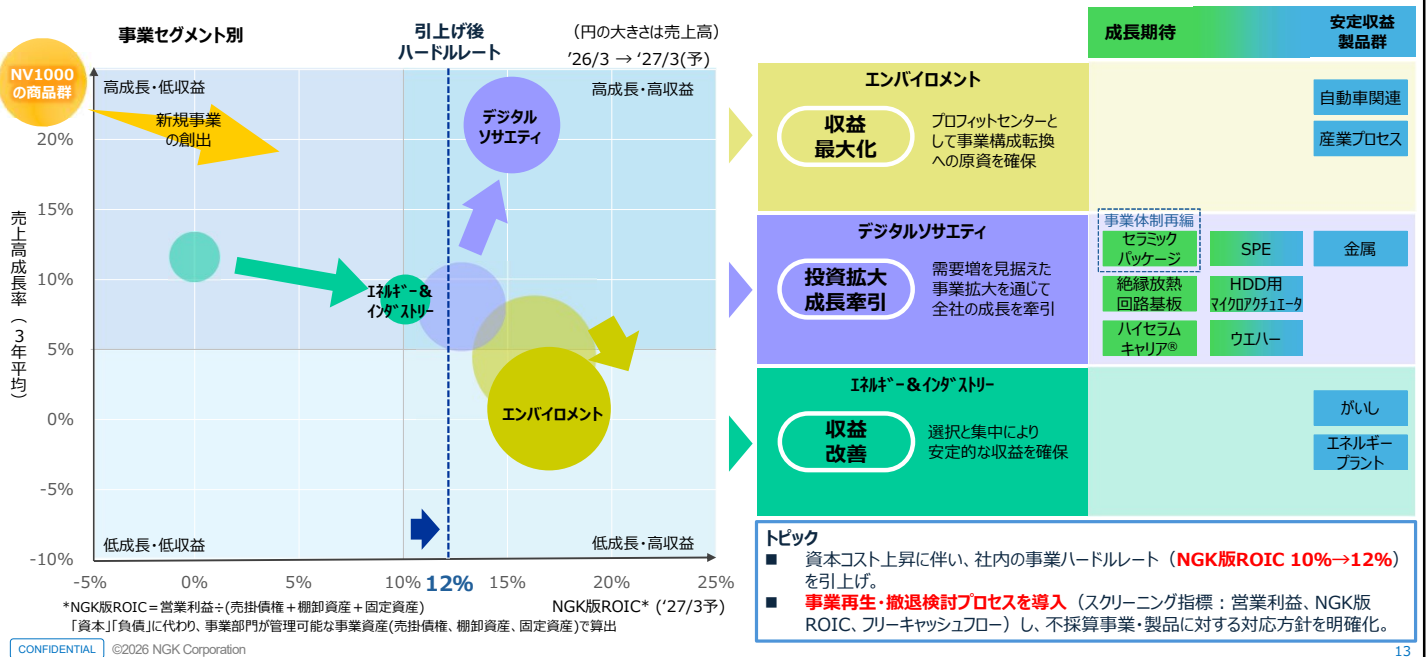 事業セグメント別
引上げ後
ハードルレート
(円の大きさは売上高)
’26/3 → ‘27/3(予)
NV1000
の商品群
高成長・低収益
高成長・高収益
新規事業
の創出
デジタル
ソサエティ
エネルギー&
インダストリー
エンバイロメント
低成長・低収益
低成長・高収益
売上高成長率(3年平均)
20%
15%
10%
5%
0%
-5%
-10%
-5%
0%
5%
10%
12%
15%
20%
25%
NGK版ROIC* (‘27/3予)
*NGK版ROIC=営業利益÷(売掛債権+棚卸資産+固定資産)
「資本」「負債」に代わり、事業部門が管理可能な事業資産(売掛債権、棚卸資産、固定資産)で算出
成長期待
安定収益
製品群
エンバイロメント
収益
最大化
プロフィットセンターと
して事業構成転換
への原資を確保
自動車関連
産業プロセス
デジタルソサエティ
投資拡大
成長牽引
需要増を見据えた
事業拡大を通じて
全社の成長を牽引
事業体制再編
セラミック
パッケージ
SPE
金属
絶縁放熱
回路基板
HDD用
マイクロアクチュエータ
ハイセラム
キャリア®
ウエハー
エネルギー&インダストリー
収益
改善
選択と集中により
安定的な収益を確保
がいし
エネルギー
プラント
トピック
■ 資本コスト上昇に伴い、社内の事業ハードルレート(NGK版ROIC 10%→12%)
を引上げ。
■ 事業再生・撤退検討プロセスを導入(スクリーニング指標:営業利益、NGK版
ROIC、フリーキャッシュフロー)し、不採算事業・製品に対する対応方針を明確化。
CONFIDENTIAL
©2026 NGK Corporation
13